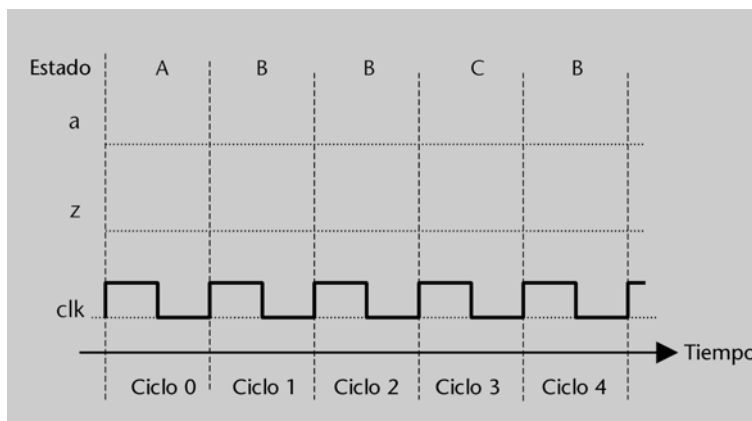 Estado A B B C B
a
z
clk
Tiempo
Ciclo 0 Ciclo 1 Ciclo 2 Ciclo 3 Ciclo 4